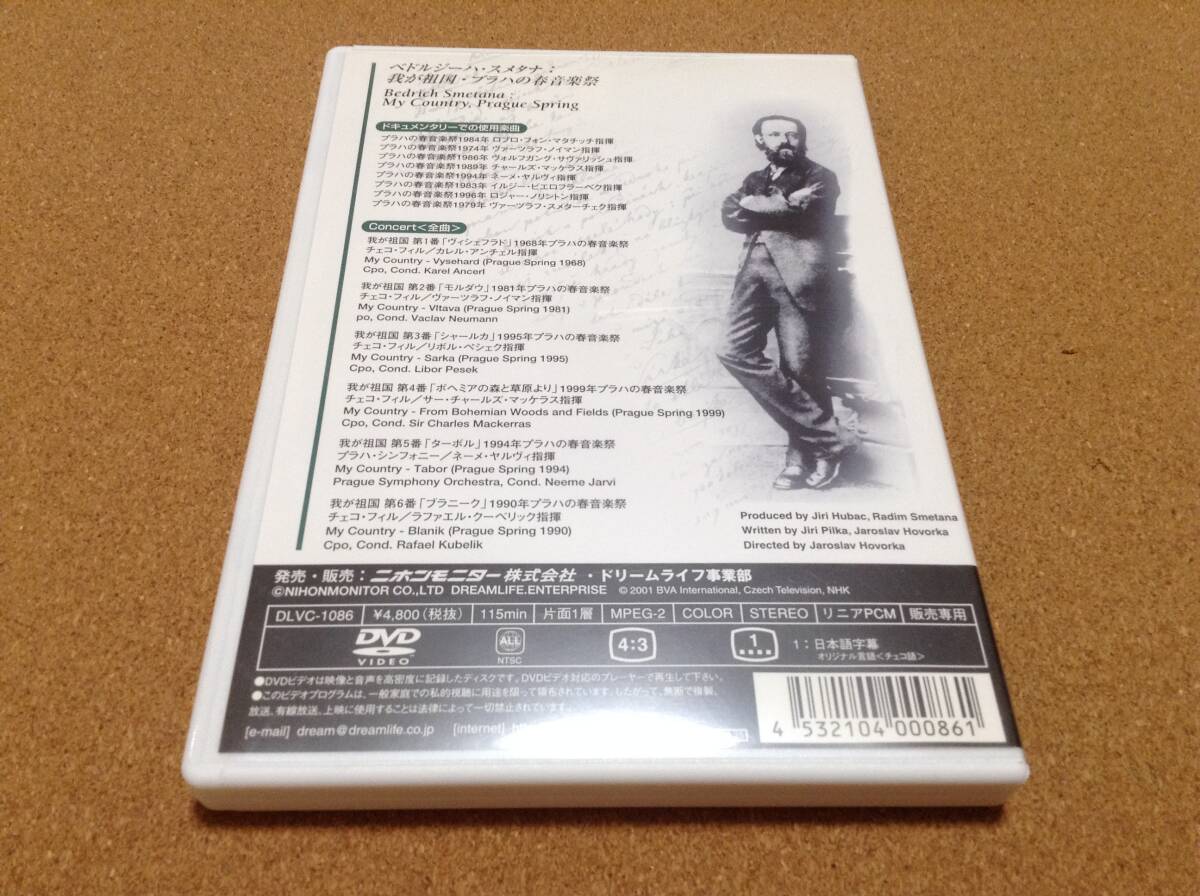 ベドルジーハ・スメタナ：
我が祖国・プラハの春音楽祭
Bedrich Smetana :
My Country, Prague Spring
ドキュメンタリーでの使用楽曲
プラハの春音楽祭1984年 ロブロ・フォン・マタチッチ指揮
プラハの春音楽祭1974年 ヴァーツラフ・ノイマン指揮
プラハの春音楽祭1986年 ヴォルフガング・サヴァリッシュ指揮
プラハの春音楽祭1989年 チャールズ・マッケラス指揮
プラハの春音楽祭1994年 ネーメ・ヤルヴィ指揮
プラハの春音楽祭1983年 イルジー・ビエロフラーベク指揮
プラハの春音楽祭1996年 ロジャー・ノリントン指揮
プラハの春音楽祭1979年 ヴァーツラフ・スメターチェク指揮
Concert＜全曲＞
我が祖国 第1番「ヴィシェフラド」1968年プラハの春音楽祭
チェコ・フィル／カレル・アンチェル指揮
My Country - Vysehard (Prague Spring 1968)
Cpo, Cond. Karel Ancerl
我が祖国 第2番「モルダウ」1981年プラハの春音楽祭
チェコ・フィル／ヴァーツラフ・ノイマン指揮
My Country - Vltava (Prague Spring 1981)
po, Cond. Vaclav Neumann
我が祖国 第3番「シャールカ」1995年プラハの春音楽祭
チェコ・フィル／リボル・ペシェク指揮
My Country - Sarka (Prague Spring 1995)
Cpo, Cond. Libor Pesek
我が祖国 第4番「ボヘミアの森と草原より」1999年プラハの春音楽祭
チェコ・フィル／サー・チャールズ・マッケラス指揮
My Country - From Bohemian Woods and Fields (Prague Spring 1999)
Cpo, Cond. Sir Charles Mackerras
我が祖国 第5番「ターボル」1994年プラハの春音楽祭
プラハ・シンフォニー／ネーメ・ヤルヴィ指揮
My Country - Tabor (Prague Spring 1994)
Prague Symphony Orchestra, Cond. Neeme Jarvi
我が祖国 第6番「ブラニーク」1990年プラハの春音楽祭
チェコ・フィル／ラファエル・クーベリック指揮
My Country - Blanik (Prague Spring 1990)
Cpo, Cond. Rafael Kubelik
Produced by Jiri Hubac, Radim Smetana
Written by Jiri Pilka, Jaroslav Hovorka
Directed by Jaroslav Hovorka
発売・販売：ニホンモニター株式会社・ドリームライフ事業部
©NIHONMONITOR CO.,LTD DREAMLIFE.ENTERPRISE © 2001 BVA International, Czech Television, NHK
DLVC-1086 ¥4,800(税抜) 115min 片面1層 MPEG-2 COLOR STEREO リニアPCM 販売専用
DVD VIDEO ALL NTSC 4:3 1 1：日本語字幕
オリジナル言語＜チェコ語＞
●DVDビデオは映像と音声を高密度に記録したディスクです。DVDビデオ対応のプレーヤーで再生して下さい。
●このビデオプログラムは、一般家庭での私的視聴に用途を限って頒布されています。したがって、無断で複製、
放送、有線放送、上映に使用することは法律によって一切禁止されています。
[e-mail] dream@dreamlife.co.jp [internet]
4 532104 000861